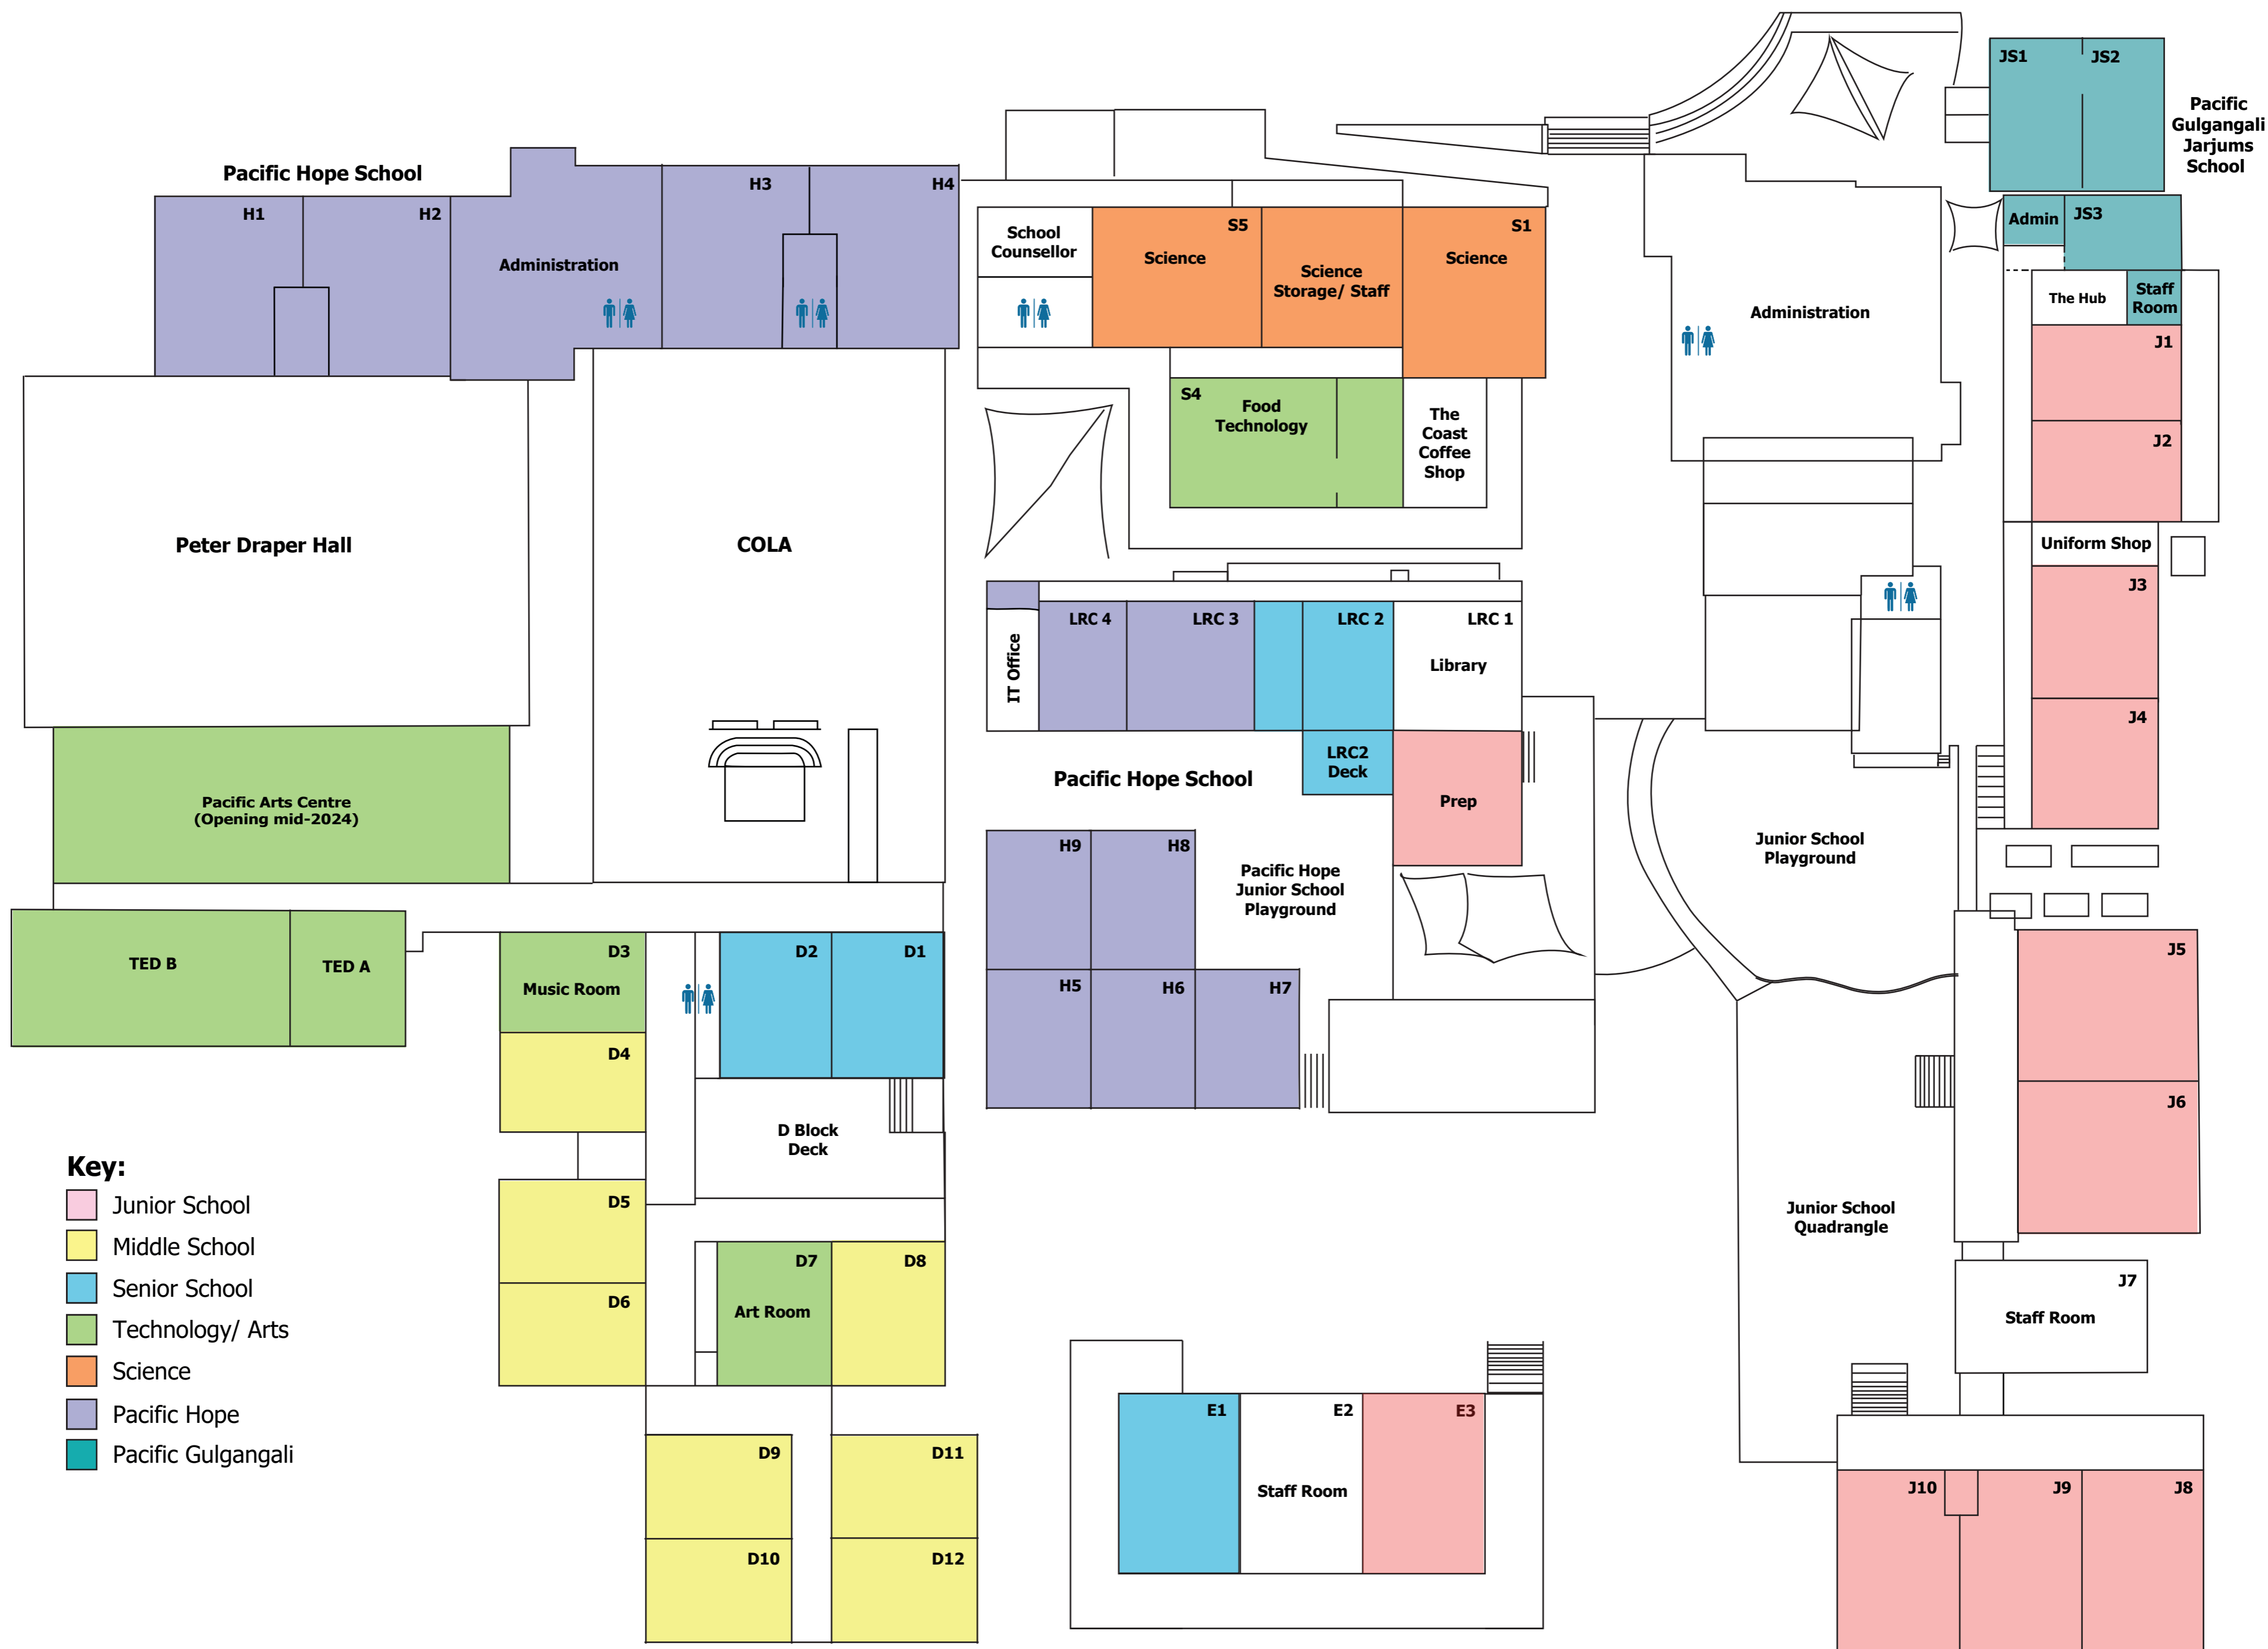 Pacific Hope School
H1
H2
Administration
H3
H4
Peter Draper Hall
COLA
Pacific Arts Centre
(Opening mid-2024)
TED B
TED A
School
Counsellor
S5
Science
Science
Storage/ Staff
S1
Science
S4
Food
Technology
The
Coast
Coffee
Shop
IT Office
LRC 4
LRC 3
LRC 2
LRC 1
Library
LRC2
Deck
Prep
Pacific Hope School
H9
H8
Pacific Hope
Junior School
Playground
H5
H6
H7
Administration
JS1
JS2
Pacific
Gulgangali
Jarjums
School
Admin
JS3
The Hub
Staff
Room
J1
J2
Uniform Shop
J3
J4
Junior School
Playground
J5
J6
Junior School
Quadrangle
J7
Staff Room
J10
J9
J8
D3
Music Room
D2
D1
D4
D Block
Deck
D5
D6
D7
Art Room
D8
D9
D11
D10
D12
E1
E2
Staff Room
E3
Key:
Junior School
Middle School
Senior School
Technology/ Arts
Science
Pacific Hope
Pacific Gulgangali